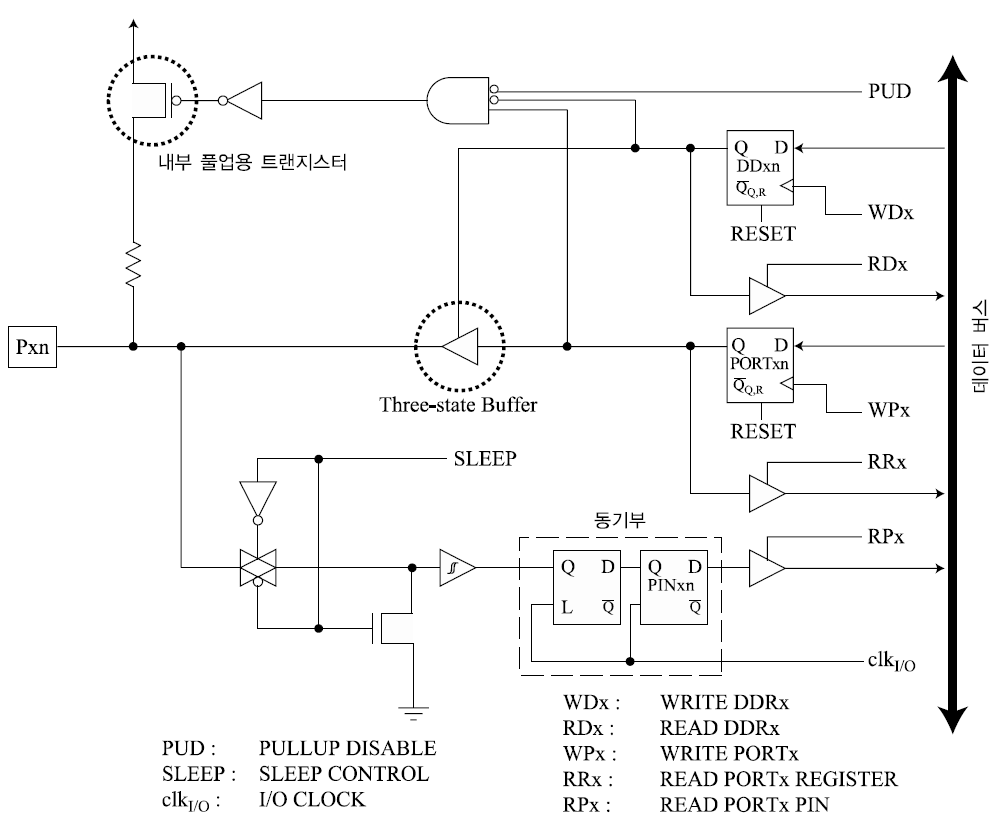 PUD
내부 풀업용 트랜지스터
Q D
DDxn
Q̅Q,R
WDx
RESET
RDx
데이터 버스
Pxn
Q D
PORTxn
Q̅Q,R
Three-state Buffer
WPx
RESET
SLEEP
RRx
동기부
RPx
Q D
L Q̅
Q D
PINxn
Q̅
clkI/O
WDx : WRITE DDRx
RDx : READ DDRx
WPx : WRITE PORTx
RRx : READ PORTx REGISTER
RPx : READ PORTx PIN
PUD : PULLUP DISABLE
SLEEP : SLEEP CONTROL
clkI/O : I/O CLOCK